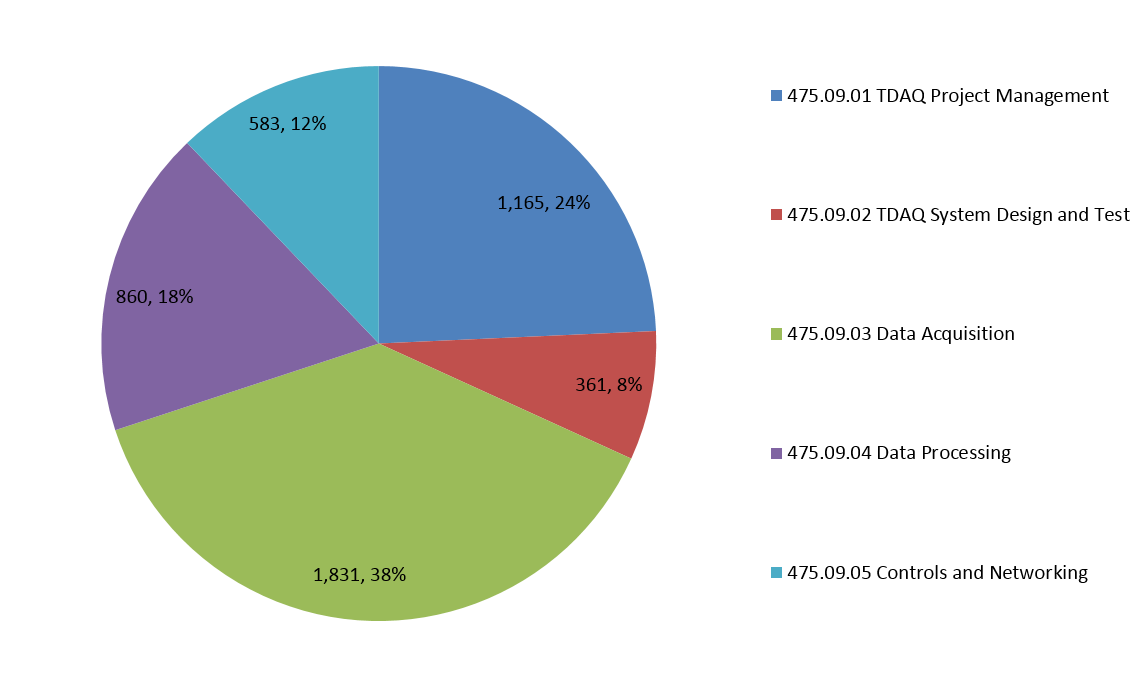 583, 12%
1,165, 24%
860, 18%
361, 8%
1,831, 38%
475.09.01 TDAQ Project Management
475.09.02 TDAQ System Design and Test
475.09.03 Data Acquisition
475.09.04 Data Processing
475.09.05 Controls and Networking